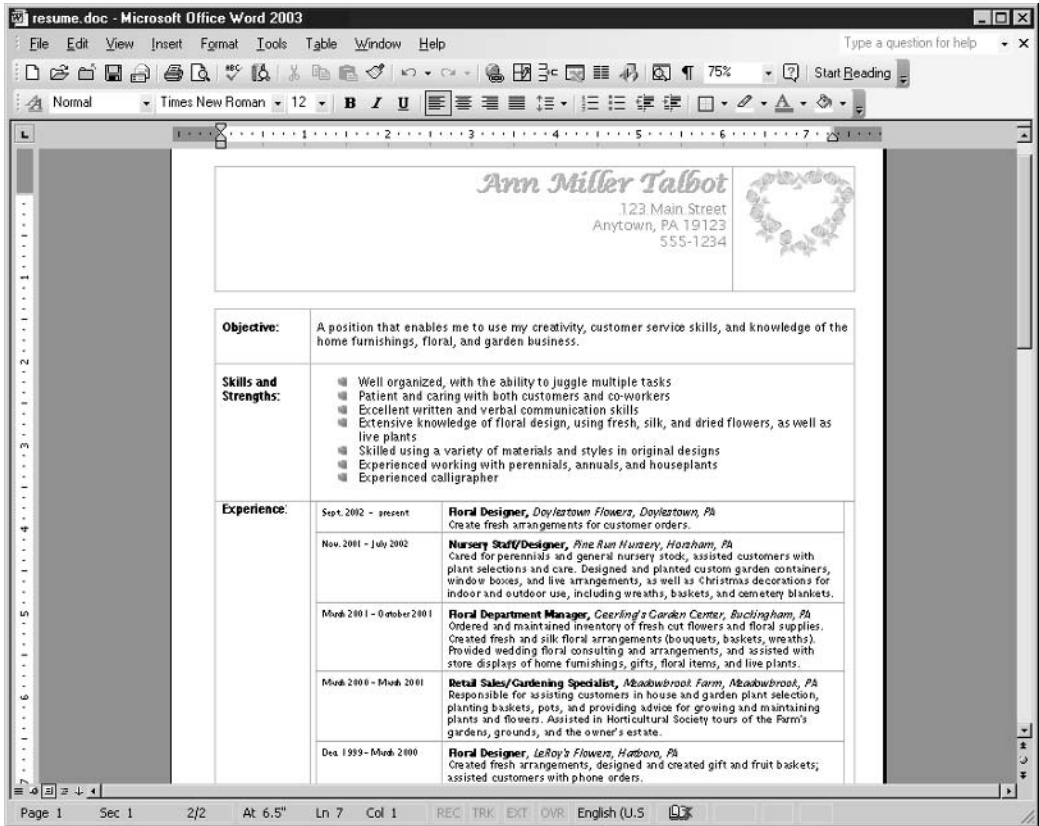 resume.doc - Microsoft Office Word 2003
File Edit View Insert Format Tools Table Window Help Type a question for help
75% Start Reading
Normal Times New Roman 12 B I U
1 2 3 4 5 6 7
Ann Miller Talbot
123 Main Street
Anytown, PA 19123
555-1234
Objective: A position that enables me to use my creativity, customer service skills, and knowledge of the
home furnishings, floral, and garden business.
Skills and Strengths:
Well organized, with the ability to juggle multiple tasks
Patient and caring with both customers and co-workers
Excellent written and verbal communication skills
Extensive knowledge of floral design, using fresh, silk, and dried flowers, as well as
live plants
Skilled using a variety of materials and styles in original designs
Experienced working with perennials, annuals, and houseplants
Experienced calligrapher
Experience: Sept. 2002 - present Floral Designer, Doylestown Flowers, Doylestown, PA
Create fresh arrangements for customer orders.
Nov. 2001 - July 2002 Nursery Staff/Designer, Pine Run Nursery, Horsham, PA
Cared for perennials and general nursery stock, assisted customers with
plant selections and care. Designed and planted custom garden containers,
window boxes, and live arrangements, as well as Christmas decorations for
indoor and outdoor use, including wreaths, baskets, and cemetery blankets.
March 2001 - October 2001 Floral Department Manager, Geerling's Garden Center, Buckingham, PA
Ordered and maintained inventory of fresh cut flowers and floral supplies.
Created fresh and silk floral arrangements (bouquets, baskets, wreaths).
Provided wedding floral consulting and arrangements, and assisted with
store displays of home furnishings, gifts, floral items, and live plants.
March 2000 - March 2001 Retail Sales/Gardening Specialist, Meadowbrook Farm, Meadowbrook, PA
Responsible for assisting customers in house and garden plant selection,
planting baskets, pots, and providing advice for growing and maintaining
plants and flowers. Assisted in Horticultural Society tours of the Farm's
gardens, grounds, and the owner's estate.
Dec. 1999 - March 2000 Floral Designer, LeRoy's Flowers, Hatboro, PA
Created fresh arrangements, designed and created gift and fruit baskets;
assisted customers with phone orders.
Page 1 Sec 1 2/2 At 6.5" Ln 7 Col 1 REC TRK EXT OVR English (U.S